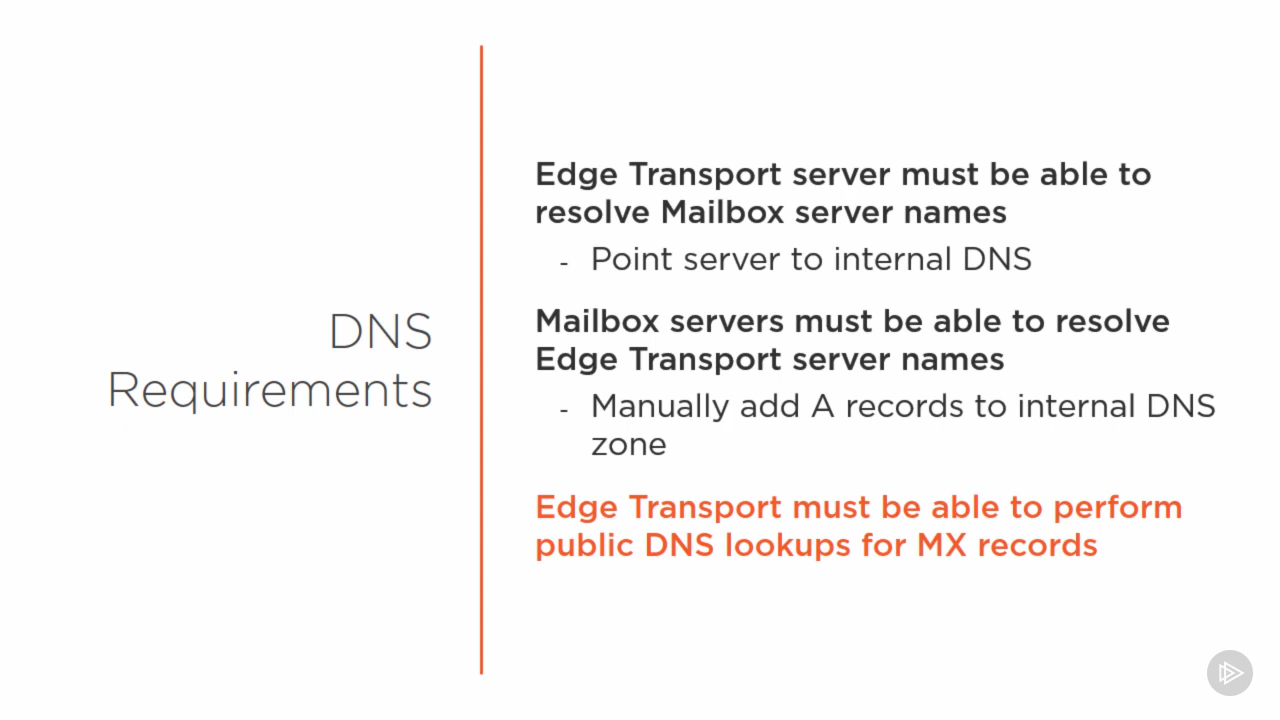 DNS
Requirements
Edge Transport server must be able to
resolve Mailbox server names
- Point server to internal DNS
Mailbox servers must be able to resolve
Edge Transport server names
- Manually add A records to internal DNS
zone
Edge Transport must be able to perform
public DNS lookups for MX records